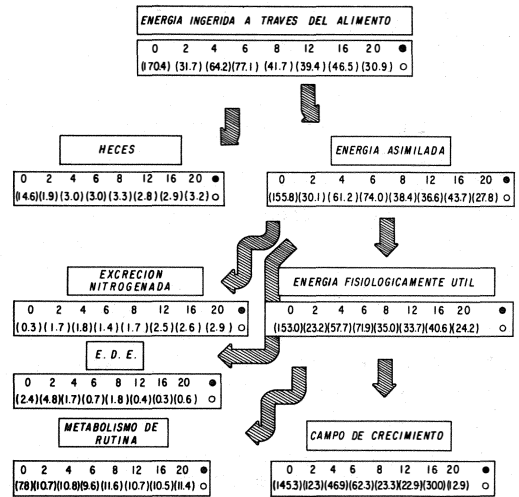 ENERGIA INGERIDA A TRAVES DEL ALIMENTO
0 2 4 6 8 12 16 20 ●
(170.4) (31.7) (64.2) (77.1) (41.7) (39.4) (46.5) (30.9) ○
HECES
0 2 4 6 8 12 16 20 ●
(14.6) (1.9) (3.0) (3.0) (3.3) (2.8) (2.9) (3.2) ○
ENERGIA ASIMILADA
0 2 4 6 8 12 16 20 ●
(155.8) (30.1) (61.2) (74.0) (38.4) (36.6) (43.7) (27.8) ○
EXCRECION
NITROGENADA
0 2 4 6 8 12 16 20 ●
(0.3) (1.7) (1.8) (1.4) (1.7) (2.5) (2.6) (2.9) ○
ENERGIA FISIOLOGICAMENTE UTIL
0 2 4 6 8 12 16 20 ●
(153.0) (23.2) (57.7) (71.9) (35.0) (33.7) (40.6) (24.2) ○
E. D. E.
0 2 4 6 8 12 16 20 ●
(2.4) (4.8) (1.7) (0.7) (1.8) (0.4) (0.3) (0.6) ○
METABOLISMO DE
RUTINA
0 2 4 6 8 12 16 20 ●
(7.8) (10.7) (10.8) (9.6) (11.6) (10.7) (10.5) (11.4) ○
CAMPO DE CRECIMIENTO
0 2 4 6 8 12 16 20 ●
(145.3) (12.3) (46.9) (62.3) (23.3) (22.9) (30.0) (12.9) ○